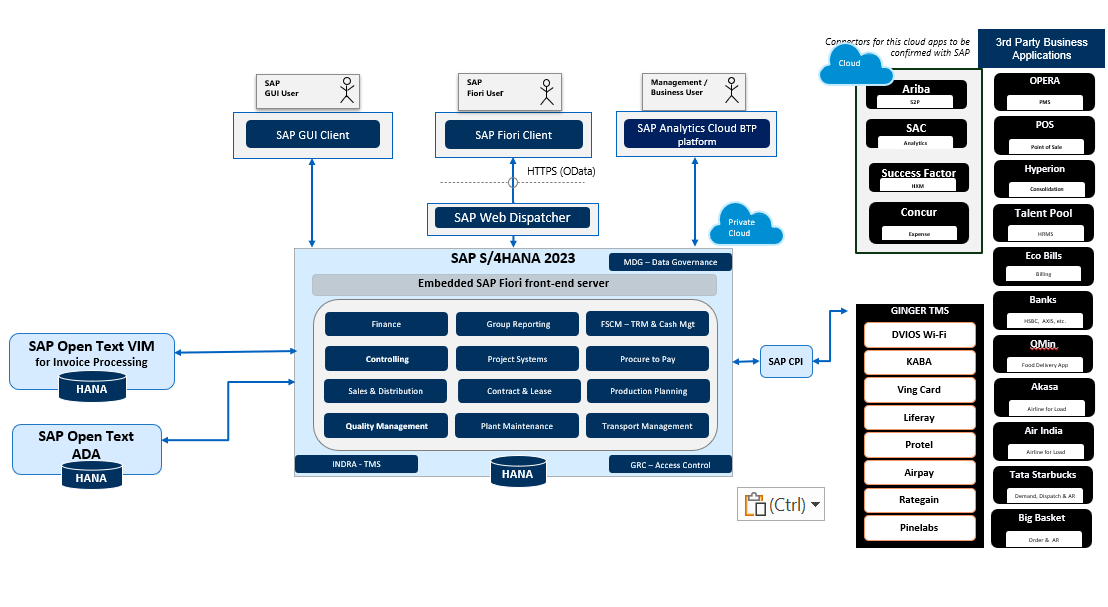 Connectors for this cloud apps to be
confirmed with SAP
3rd Party Business
Applications
Cloud
SAP
GUI User
SAP
Fiori User
Management /
Business User
SAP GUI Client
SAP Fiori Client
SAP Analytics Cloud BTP
platform
HTTPS (OData)
SAP Web Dispatcher
Private
Cloud
SAP S/4HANA 2023
MDG – Data Governance
Embedded SAP Fiori front-end server
Finance
Group Reporting
FSCM – TRM & Cash Mgt
Controlling
Project Systems
Procure to Pay
Sales & Distribution
Contract & Lease
Production Planning
Quality Management
Plant Maintenance
Transport Management
INDRA - TMS
HANA
GRC – Access Control
SAP Open Text VIM
for Invoice Processing
HANA
SAP Open Text
ADA
HANA
SAP CPI
(Ctrl)
Ariba
S2P
SAC
Analytics
Success Factor
HXM
Concur
Expense
GINGER TMS
DVIOS Wi-Fi
KABA
Ving Card
Liferay
Protel
Airpay
Rategain
Pinelabs
OPERA
PMS
POS
Point of Sale
Hyperion
Consolidation
Talent Pool
HRMS
Eco Bills
Billing
Banks
HSBC, AXIS, etc.
QMin
Food Delivery App
Akasa
Airline for Load
Air India
Airline for Load
Tata Starbucks
Demand, Dispatch & AR
Big Basket
Order & AR